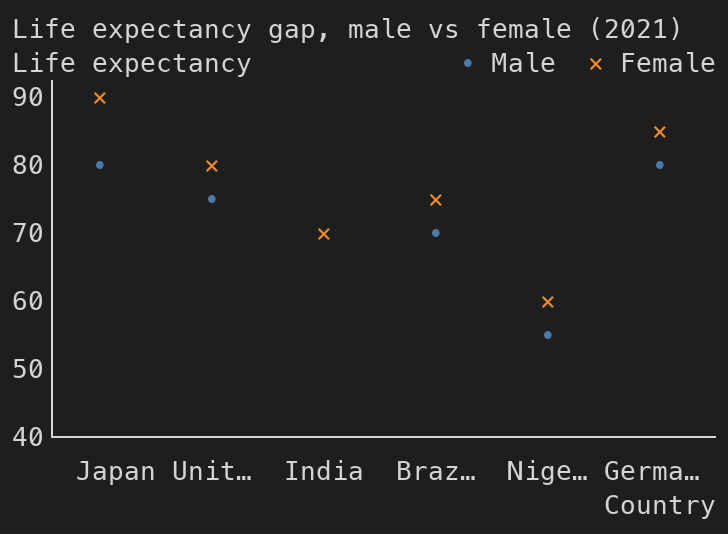 Life expectancy gap, male vs female (2021)
Life expectancy • Male × Female
90
80
70
60
50
40
Japan Unit… India Braz… Nige… Germa…
Country